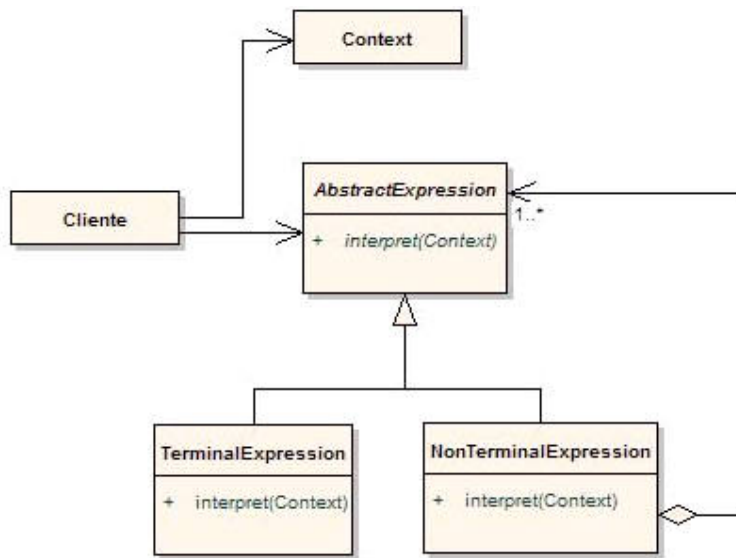 Context
AbstractExpression
1..*
Cliente
+ interpret(Context)
TerminalExpression
+ interpret(Context)
NonTerminalExpression
+ interpret(Context)